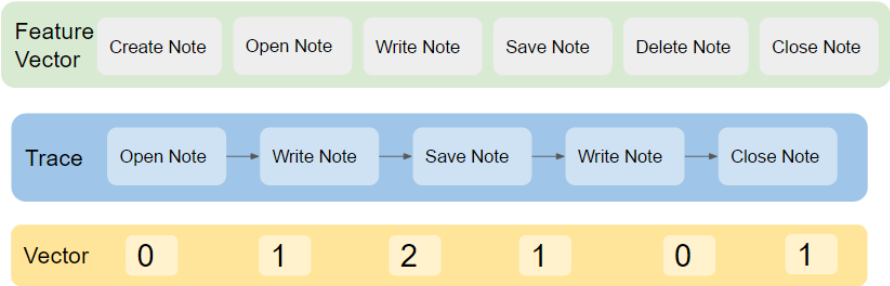 Feature
Vector
Create Note
Open Note
Write Note
Save Note
Delete Note
Close Note
Trace
Open Note
Write Note
Save Note
Write Note
Close Note
Vector
0
1
2
1
0
1